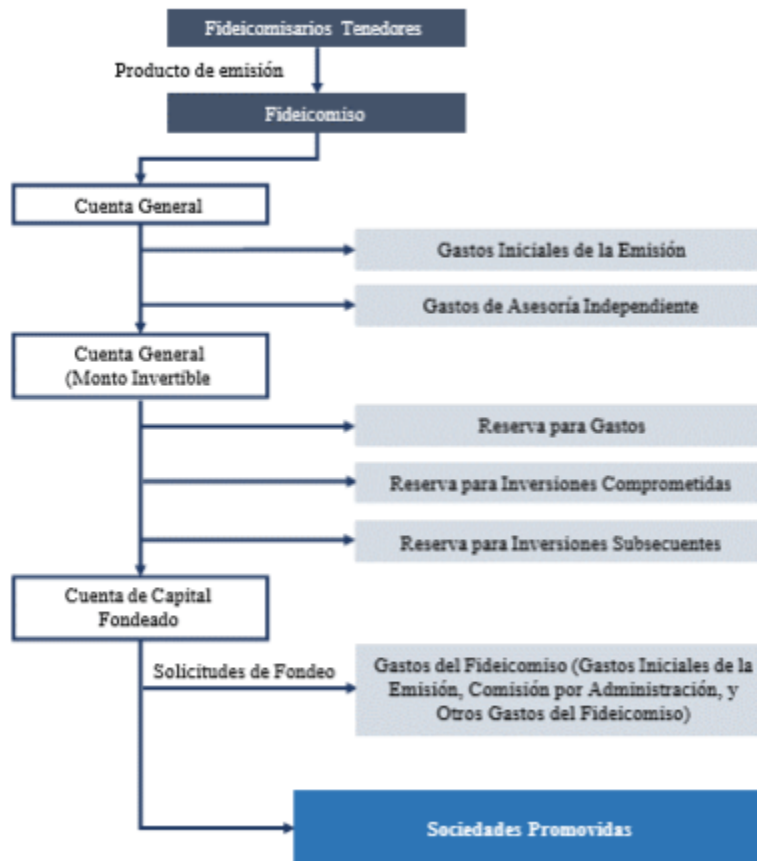 Fideicomisarios Tenedores
Producto de emisión
Fideicomiso
Cuenta General
Gastos Iniciales de la Emisión
Gastos de Asesoría Independiente
Cuenta General
(Monto Invertible
Reserva para Gastos
Reserva para Inversiones Comprometidas
Reserva para Inversiones Subsecuentes
Cuenta de Capital
Fondeado
Solicitudes de Fondeo
Gastos del Fideicomiso (Gastos Iniciales de la
Emisión, Comisión por Administración, y
Otros Gastos del Fideicomiso)
Sociedades Promovidas